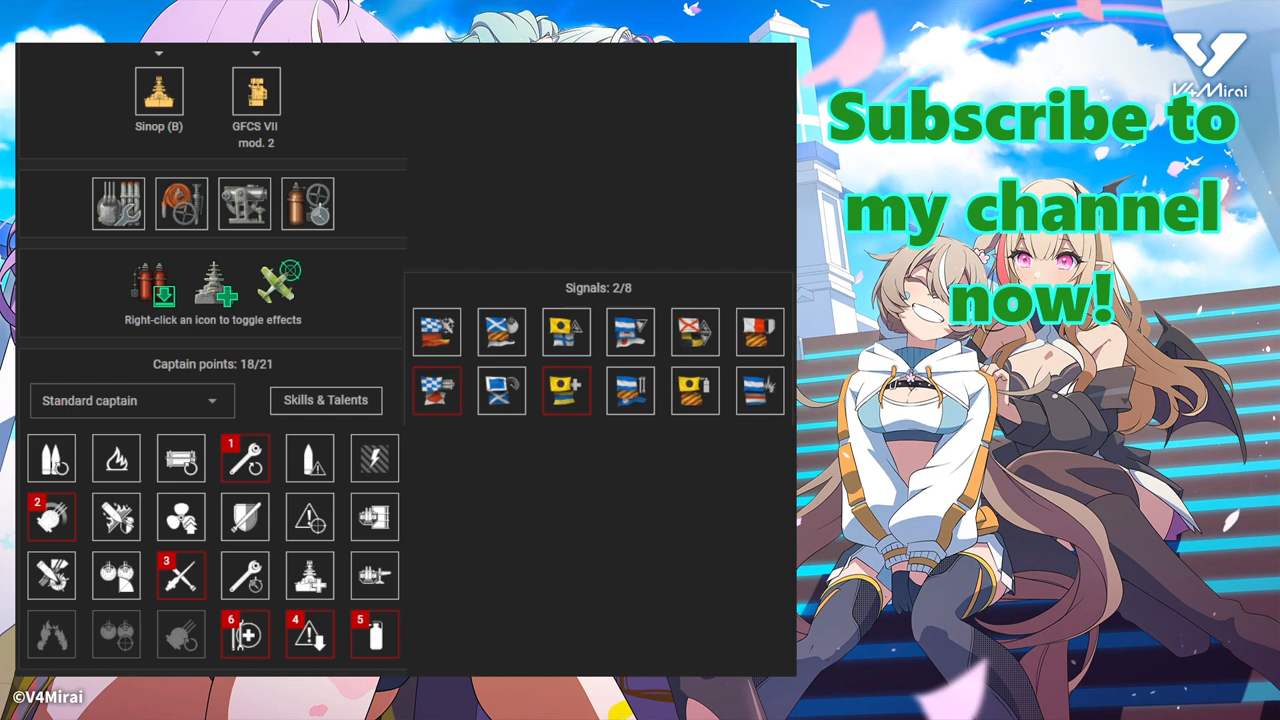 V4Mirai
Sinop (B)
GFCS VII
mod. 2
Right-click an icon to toggle effects
Captain points: 18/21
Standard captain
Skills & Talents
1
2
3
6
4
5
Signals: 2/8
Subscribe to
my channel
now!
©V4Mirai